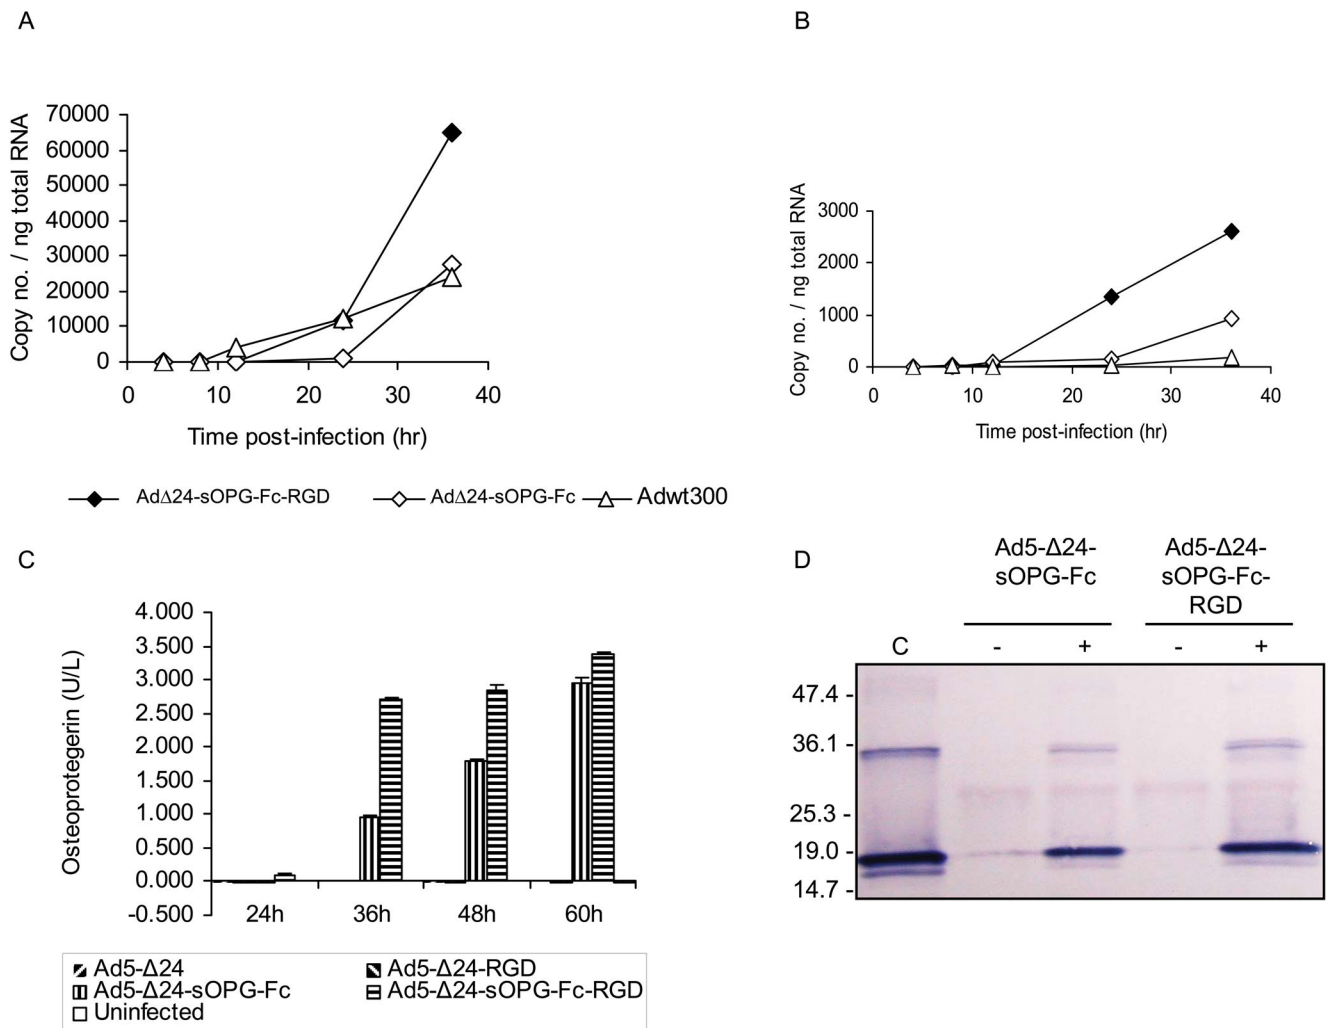 A
Copy no. / ng total RNA
70000
60000
50000
40000
30000
20000
10000
0
0 10 20 30 40
Time post-infection (hr)
B
Copy no. / ng total RNA
3000
2000
1000
0
0 10 20 30 40
Time post-infection (hr)
AdΔ24-sOPG-Fc-RGD AdΔ24-sOPG-Fc Adwt300
C
Osteoprotegerin (U/L)
4.000
3.500
3.000
2.500
2.000
1.500
1.000
0.500
0.000
-0.500
24h 36h 48h 60h
Ad5-Δ24 Ad5-Δ24-RGD
Ad5-Δ24-sOPG-Fc Ad5-Δ24-sOPG-Fc-RGD
Uninfected
D
Ad5-Δ24-
sOPG-Fc
Ad5-Δ24-
sOPG-Fc-
RGD
C - + - +
47.4 -
36.1 -
25.3 -
19.0 -
14.7 -